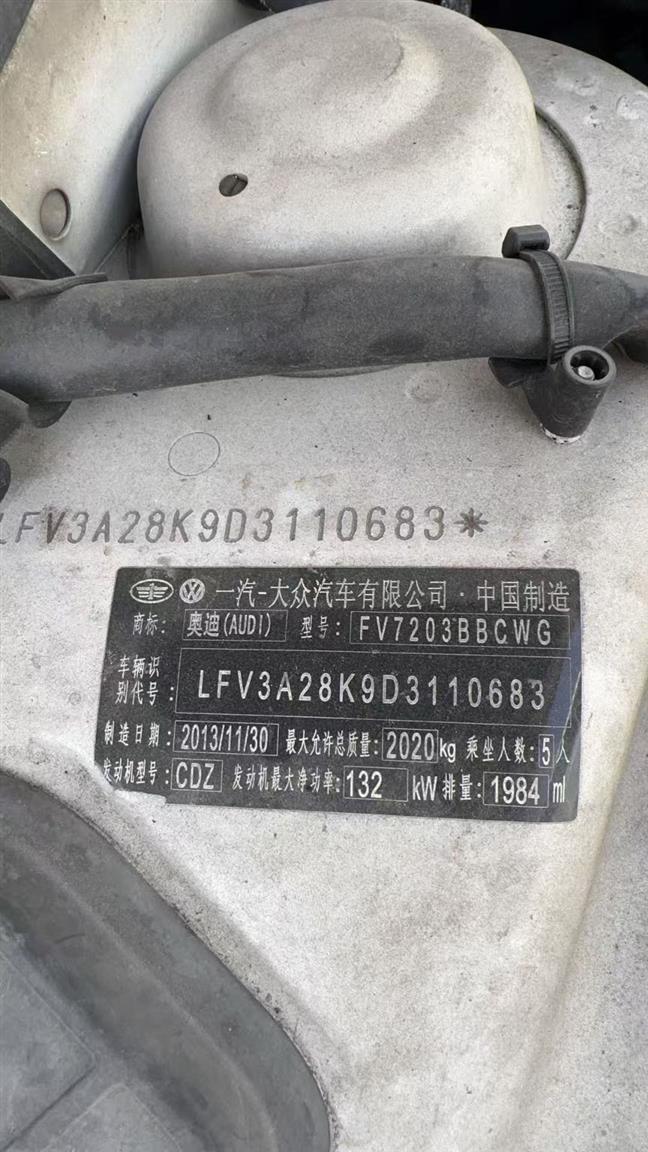 LFV3A28K9D3110683*
一汽-大众汽车有限公司·中国制造
商标: 奥迪(AUDI) 型号: FV7203BBCWG
车辆识别代号: LFV3A28K9D3110683
制造日期: 2013/11/30 最大允许总质量: 2020kg 乘坐人数: 5人
发动机型号: CDZ 发动机最大净功率: 132 kW 排量: 1984 ml